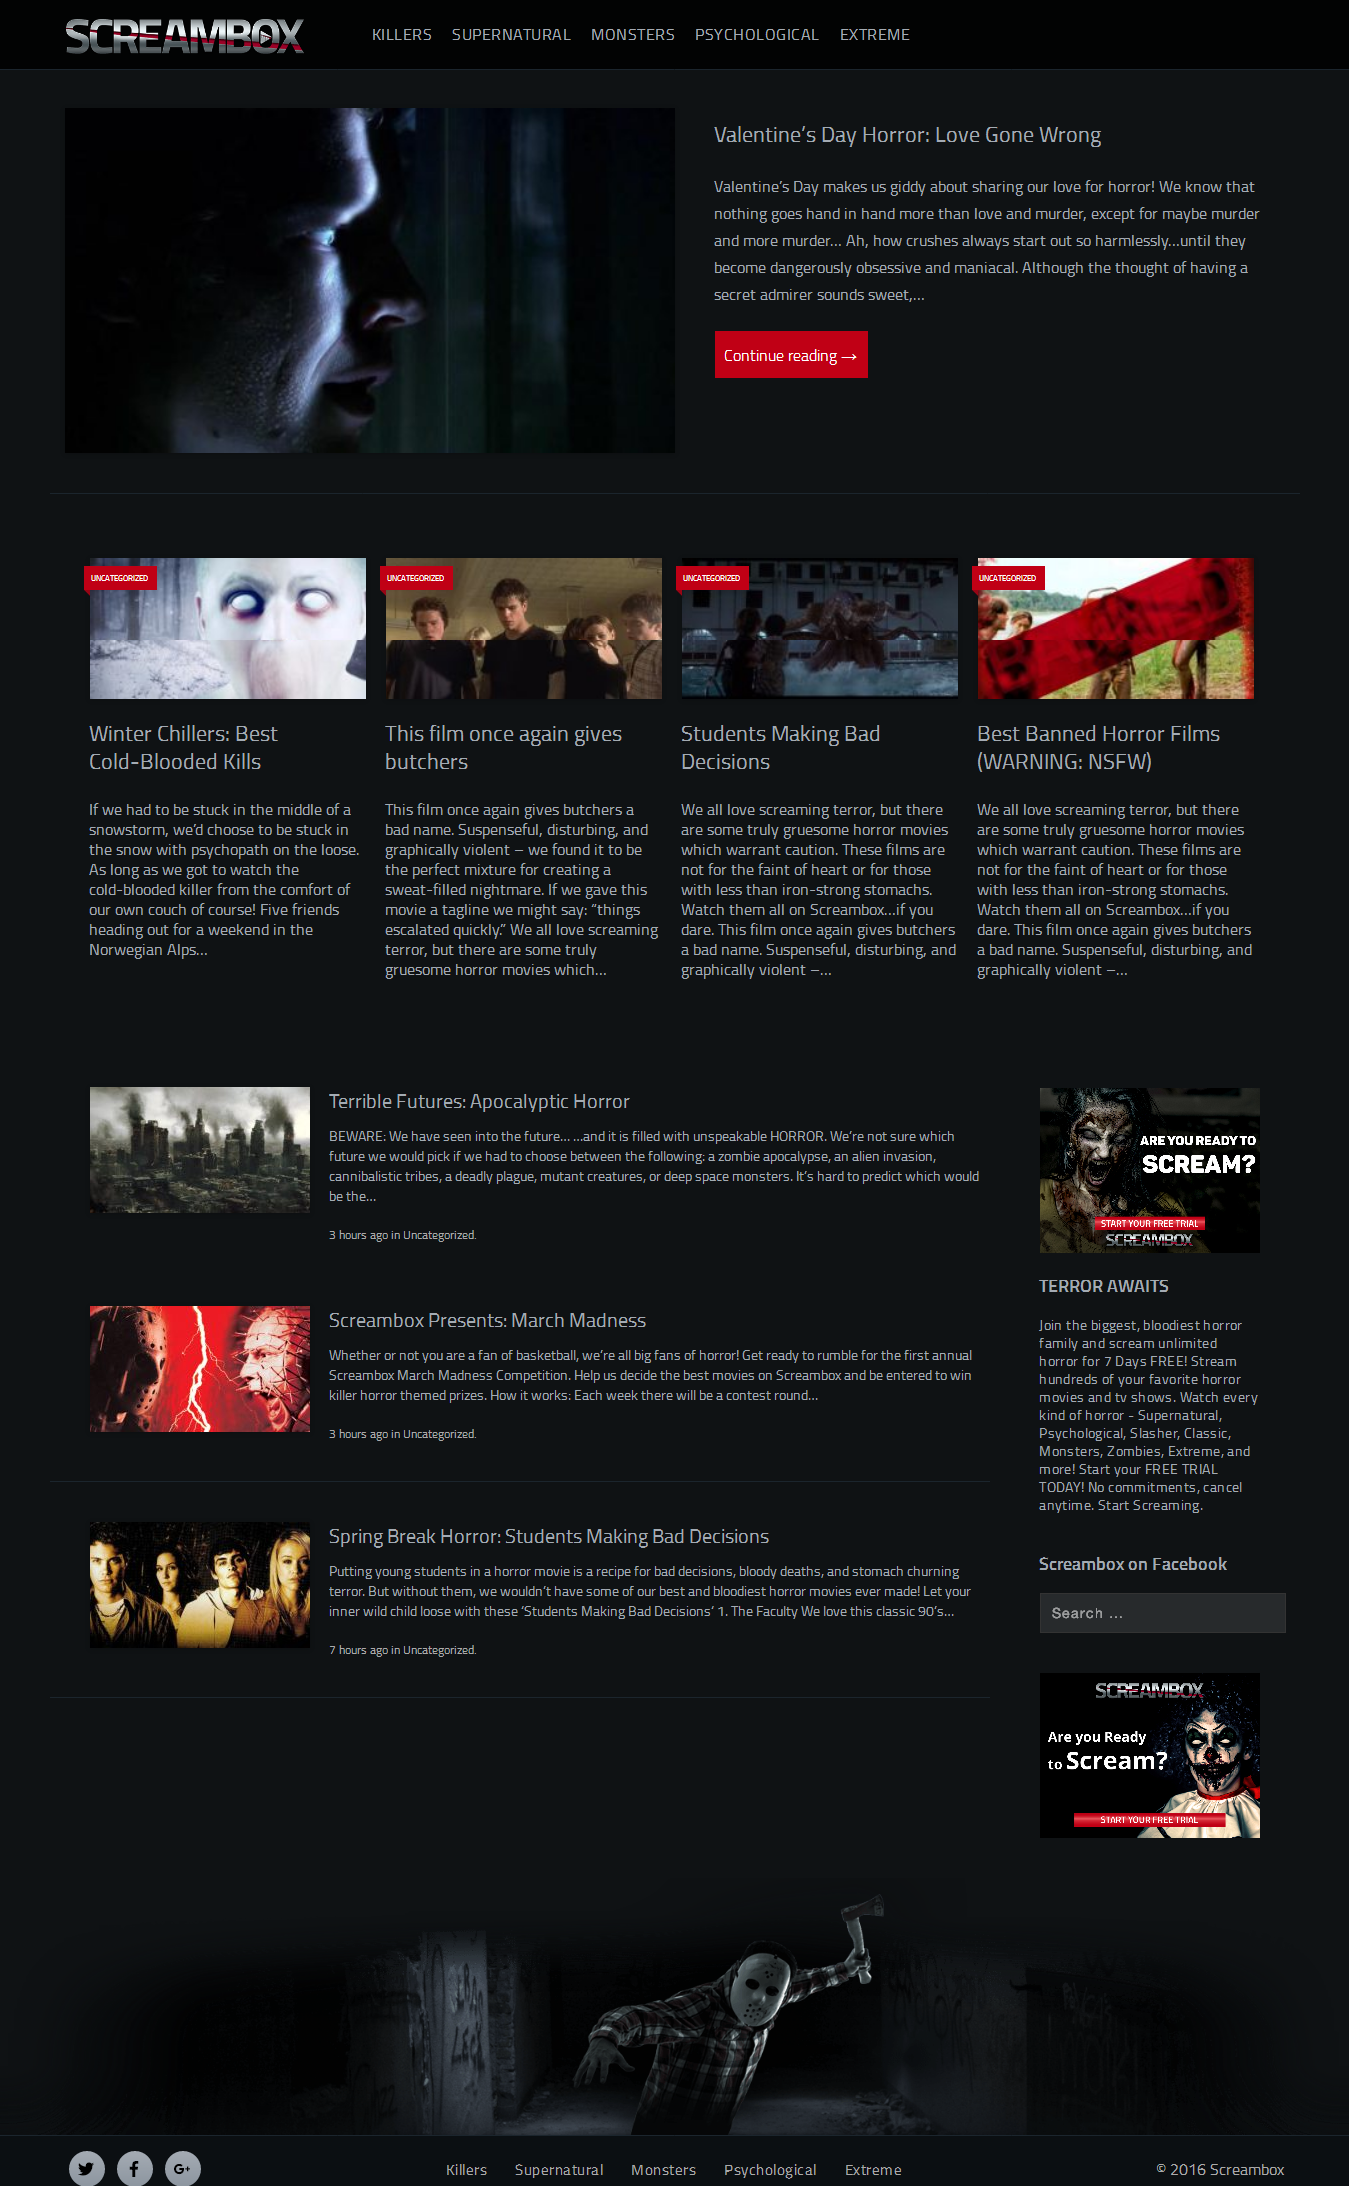 SCREAMBOX
KILLERS SUPERNATURAL MONSTERS PSYCHOLOGICAL EXTREME
Valentine’s Day Horror: Love Gone Wrong
Valentine’s Day makes us giddy about sharing our love for horror! We know that
nothing goes hand in hand more than love and murder, except for maybe murder
and more murder… Ah, how crushes always start out so harmlessly…until they
become dangerously obsessive and maniacal. Although the thought of having a
secret admirer sounds sweet,…
Continue reading →
UNCATEGORIZED
Winter Chillers: Best
Cold-Blooded Kills
If we had to be stuck in the middle of a
snowstorm, we’d choose to be stuck in
the snow with psychopath on the loose.
As long as we got to watch the
cold-blooded killer from the comfort of
our own couch of course! Five friends
heading out for a weekend in the
Norwegian Alps…
UNCATEGORIZED
This film once again gives
butchers
This film once again gives butchers a
bad name. Suspenseful, disturbing, and
graphically violent – we found it to be
the perfect mixture for creating a
sweat-filled nightmare. If we gave this
movie a tagline we might say: “things
escalated quickly.” We all love screaming
terror, but there are some truly
gruesome horror movies which…
UNCATEGORIZED
Students Making Bad
Decisions
We all love screaming terror, but there
are some truly gruesome horror movies
which warrant caution. These films are
not for the faint of heart or for those
with less than iron-strong stomachs.
Watch them all on Screambox…if you
dare. This film once again gives butchers
a bad name. Suspenseful, disturbing, and
graphically violent –…
UNCATEGORIZED
Best Banned Horror Films
(WARNING: NSFW)
We all love screaming terror, but there
are some truly gruesome horror movies
which warrant caution. These films are
not for the faint of heart or for those
with less than iron-strong stomachs.
Watch them all on Screambox…if you
dare. This film once again gives butchers
a bad name. Suspenseful, disturbing, and
graphically violent –…
Terrible Futures: Apocalyptic Horror
BEWARE: We have seen into the future… …and it is filled with unspeakable HORROR. We’re not sure which
future we would pick if we had to choose between the following: a zombie apocalypse, an alien invasion,
cannibalistic tribes, a deadly plague, mutant creatures, or deep space monsters. It’s hard to predict which would
be the…
3 hours ago in Uncategorized.
Screambox Presents: March Madness
Whether or not you are a fan of basketball, we’re all big fans of horror! Get ready to rumble for the first annual
Screambox March Madness Competition. Help us decide the best movies on Screambox and be entered to win
killer horror themed prizes. How it works: Each week there will be a contest round…
3 hours ago in Uncategorized.
Spring Break Horror: Students Making Bad Decisions
Putting young students in a horror movie is a recipe for bad decisions, bloody deaths, and stomach churning
terror. But without them, we wouldn’t have some of our best and bloodiest horror movies ever made! Let your
inner wild child loose with these ‘Students Making Bad Decisions’ 1. The Faculty We love this classic 90’s…
7 hours ago in Uncategorized.
ARE YOU READY TO
SCREAM?
START YOUR FREE TRIAL
SCREAMBOX
TERROR AWAITS
Join the biggest, bloodiest horror
family and scream unlimited
horror for 7 Days FREE! Stream
hundreds of your favorite horror
movies and tv shows. Watch every
kind of horror - Supernatural,
Psychological, Slasher, Classic,
Monsters, Zombies, Extreme, and
more! Start your FREE TRIAL
TODAY! No commitments, cancel
anytime. Start Screaming.
Screambox on Facebook
Search …
SCREAMBOX
Are you Ready
to Scream?
START YOUR FREE TRIAL
Killers Supernatural Monsters Psychological Extreme
© 2016 Screambox